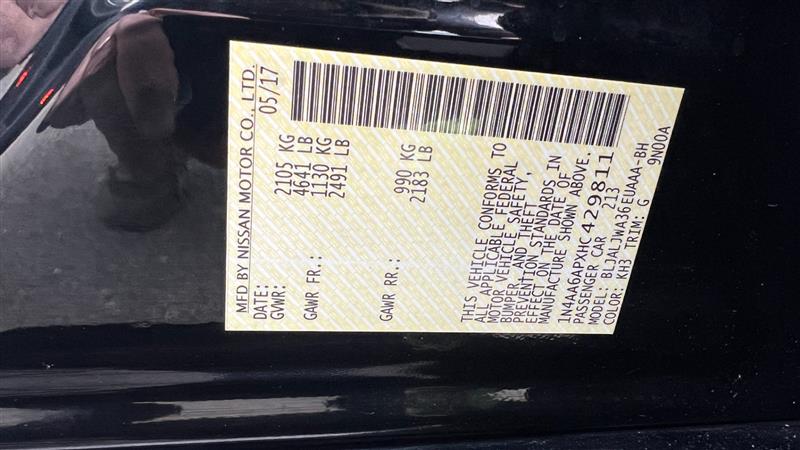 MFD BY NISSAN MOTOR CO., LTD.
DATE: 05/17
GVWR: 2105 KG
4641 LB
GAWR FR.: 1130 KG
2491 LB
GAWR RR.: 990 KG
2183 LB
THIS VEHICLE CONFORMS TO
ALL APPLICABLE FEDERAL
MOTOR VEHICLE SAFETY,
BUMPER, AND THEFT
PREVENTION STANDARDS IN
EFFECT ON THE DATE OF
MANUFACTURE SHOWN ABOVE.
1N4AA6APXHC429811
PASSENGER CAR 213
MODEL: BLJALJWA36EUAAA-BH
COLOR: KH3 TRIM: G 9N00A